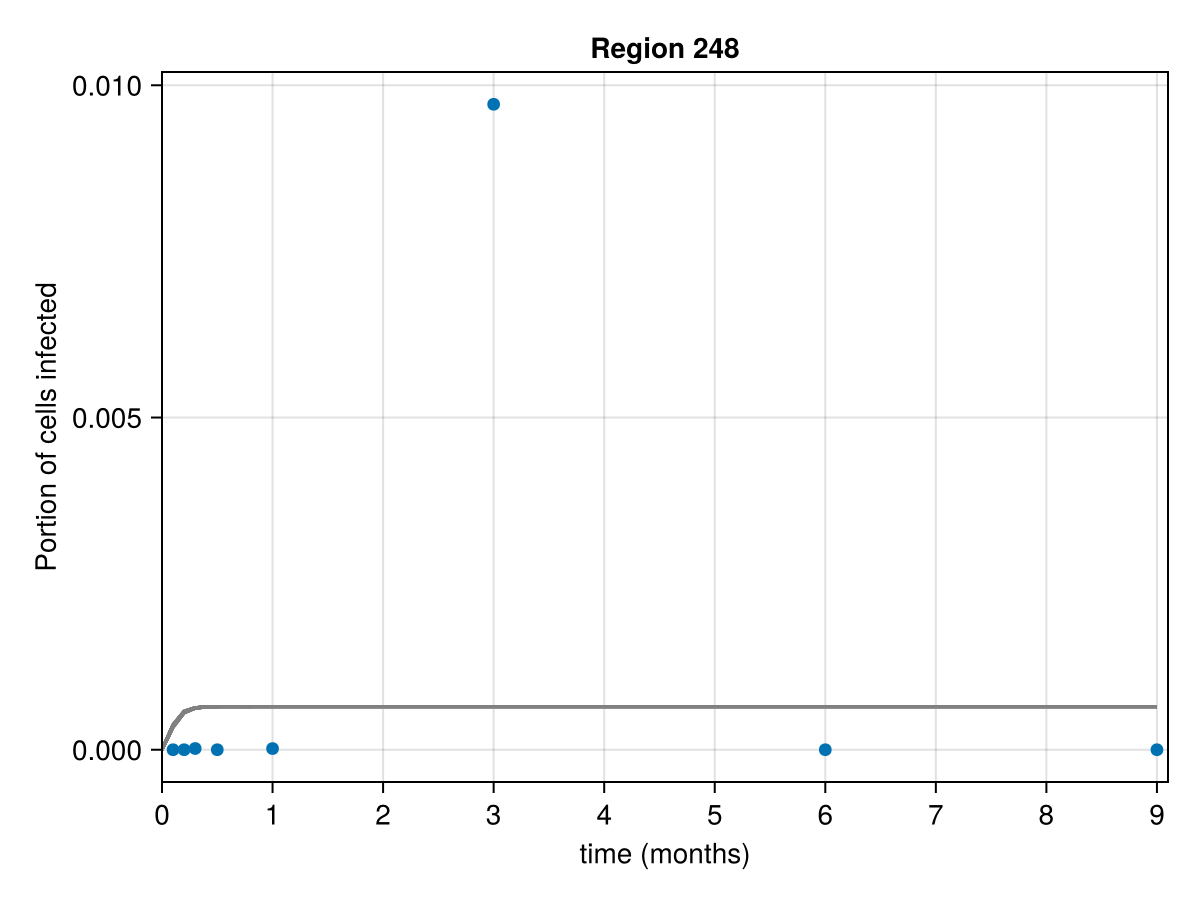 Region 248
0.010
0.005
0.000
Portion of cells infected
0 1 2 3 4 5 6 7 8 9
time (months)